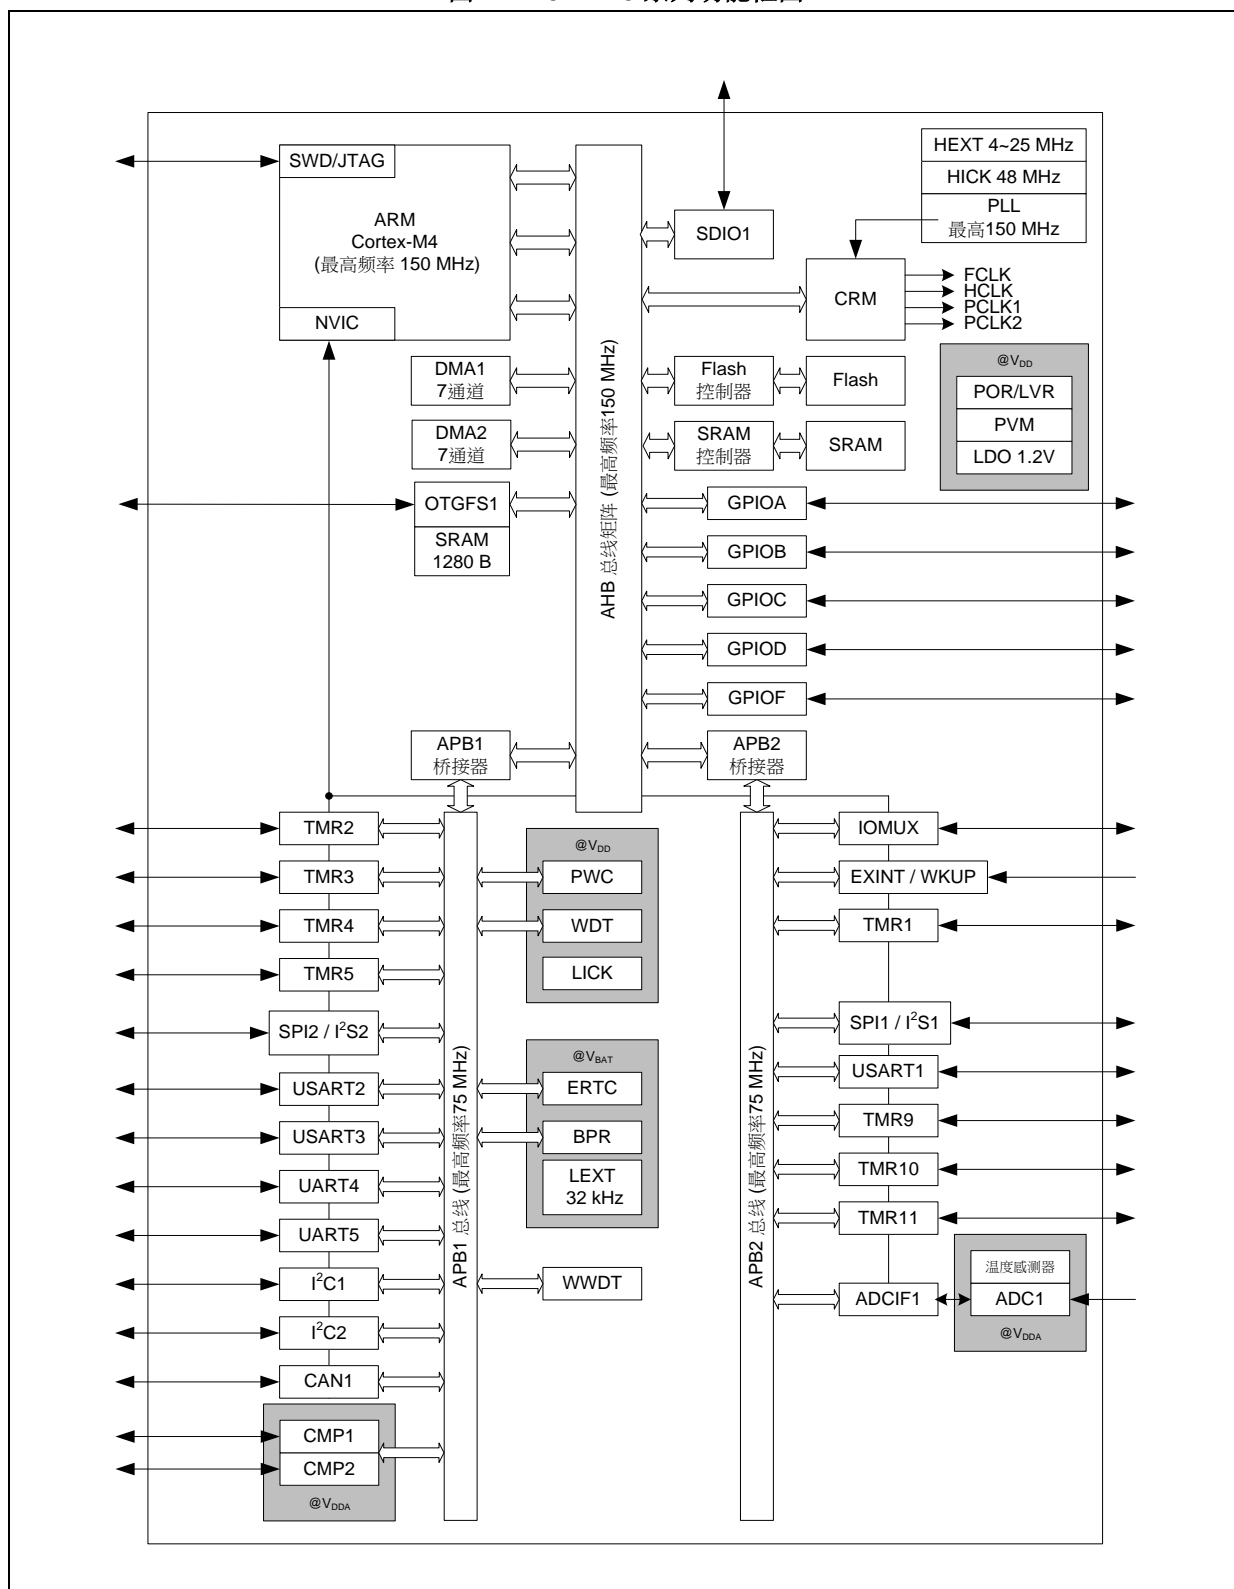 SWD/JTAG
ARM
Cortex-M4
(最高频率 150 MHz)
NVIC
HEXT 4~25 MHz
HICK 48 MHz
PLL
最高150 MHz
SDIO1
CRM
FCLK
HCLK
PCLK1
PCLK2
DMA1
7通道
DMA2
7通道
OTGFS1
SRAM
1280 B
AHB 总线矩阵 (最高频率150 MHz)
Flash
控制器
Flash
SRAM
控制器
SRAM
@VDD
POR/LVR
PVM
LDO 1.2V
GPIOA
GPIOB
GPIOC
GPIOD
GPIOF
APB1
桥接器
APB2
桥接器
TMR2
TMR3
TMR4
TMR5
SPI2 / I²S2
USART2
USART3
UART4
UART5
I²C1
I²C2
CAN1
CMP1
CMP2
@VDDA
APB1 总线 (最高频率75 MHz)
@VDD
PWC
WDT
LICK
@VBAT
ERTC
BPR
LEXT
32 kHz
WWDT
APB2 总线 (最高频率75 MHz)
IOMUX
EXINT / WKUP
TMR1
SPI1 / I²S1
USART1
TMR9
TMR10
TMR11
ADCIF1
温度感测器
ADC1
@VDDA